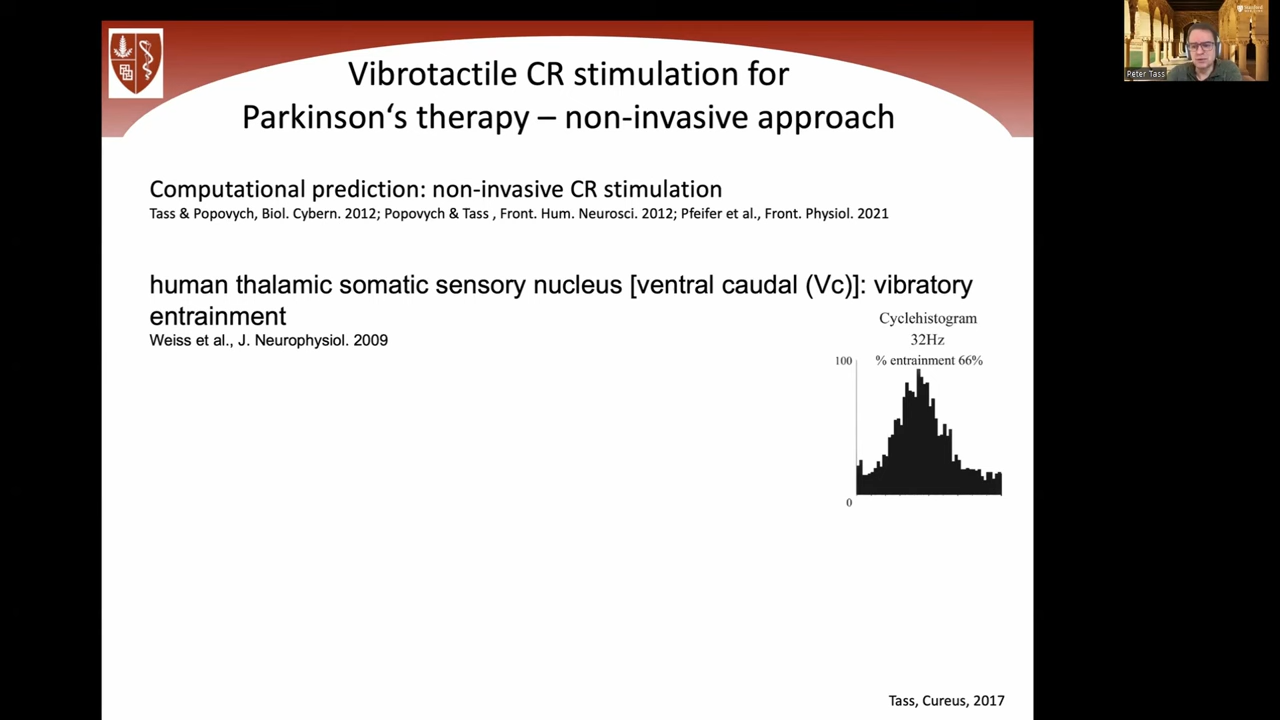 Vibrotactile CR stimulation for
Parkinson‘s therapy – non-invasive approach
Computational prediction: non-invasive CR stimulation
Tass & Popovych, Biol. Cybern. 2012; Popovych & Tass , Front. Hum. Neurosci. 2012; Pfeifer et al., Front. Physiol. 2021
human thalamic somatic sensory nucleus [ventral caudal (Vc)]: vibratory
entrainment
Weiss et al., J. Neurophysiol. 2009
Cyclehistogram
32Hz
% entrainment 66%
100
0
Tass, Cureus, 2017
Peter Tass
Stanford